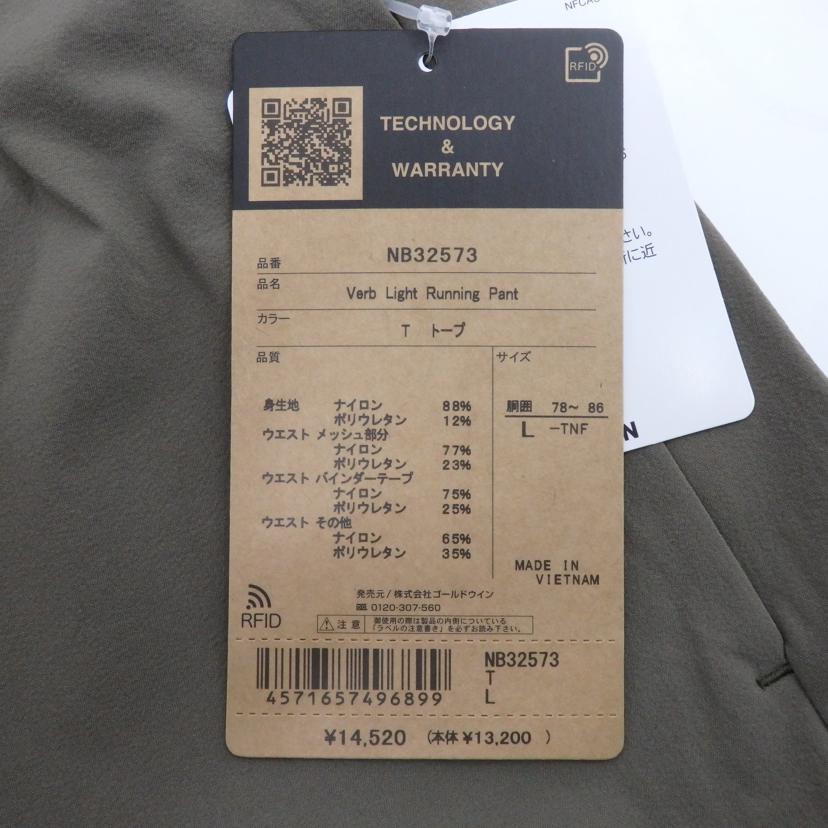 NFCAS
RFID
TECHNOLOGY
&
WARRANTY
さい。
に近
品番 NB32573
品名 Verb Light Running Pant
カラー T トープ
品質 サイズ
身生地 ナイロン 88%
ポリウレタン 12%
胴囲 78～ 86
L -TNF
ウエスト メッシュ部分
ナイロン 77%
ポリウレタン 23%
ウエスト バインダーテープ
ナイロン 75%
ポリウレタン 25%
ウエスト その他
ナイロン 65%
ポリウレタン 35%
N
MADE IN
VIETNAM
RFID
発売元/株式会社ゴールドウイン
0120-307-560
注意 御使用の際は製品の内側についている
「ラベルの注意書き」を必ずお読み下さい。
4571657496899
NB32573
T
L
¥14,520 (本体 ¥13,200 )